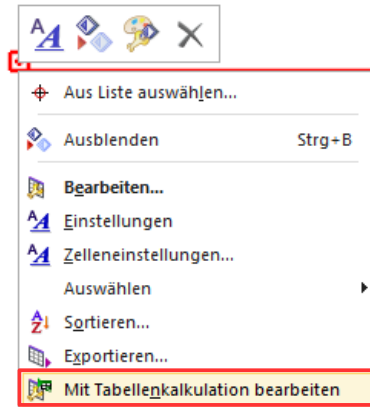 Aus Liste auswählen...
Ausblenden Strg+B
Bearbeiten...
Einstellungen
Zelleneinstellungen...
Auswählen
Sortieren...
Exportieren...
Mit Tabellenkalkulation bearbeiten